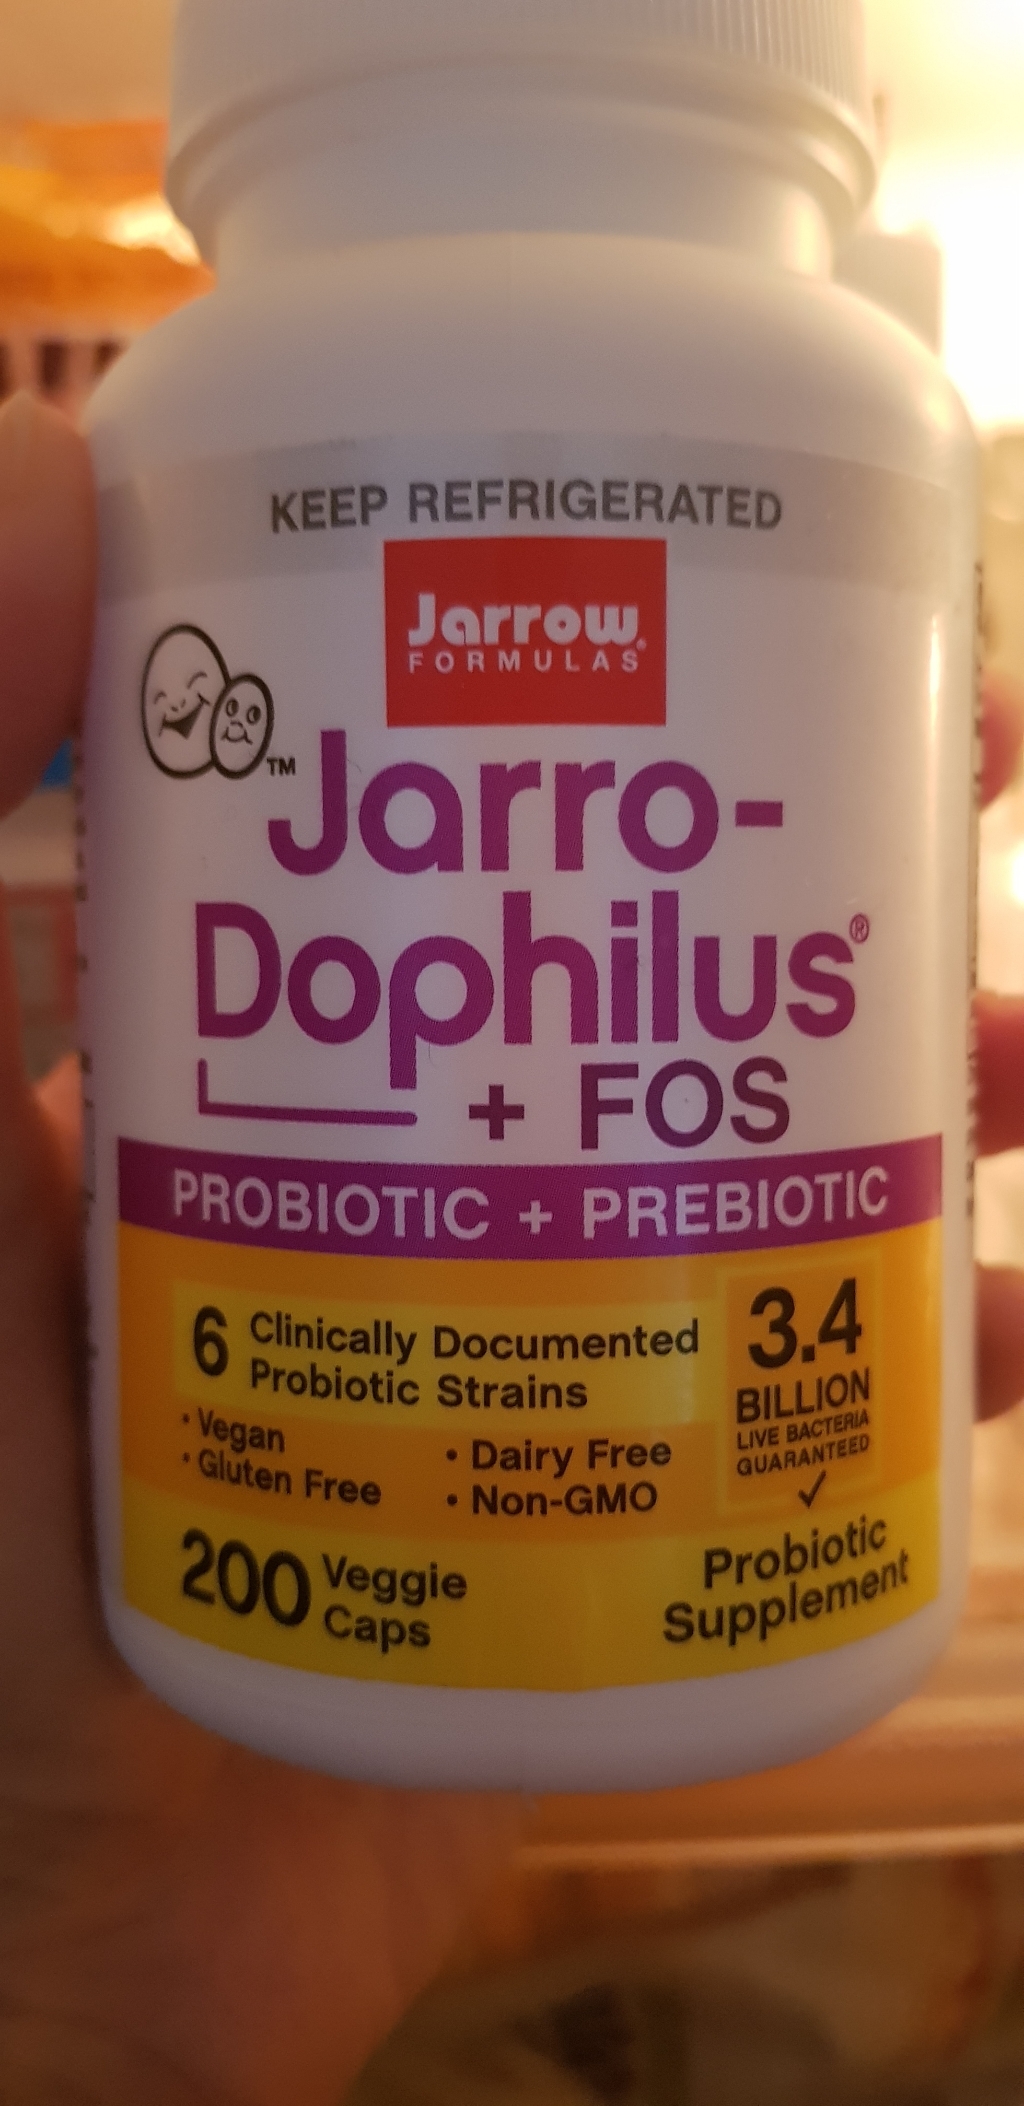 KEEP REFRIGERATED
Jarrow®
FORMULAS
TM
Jarro-
Dophilus®
+ FOS
PROBIOTIC + PREBIOTIC
6 Clinically Documented
Probiotic Strains
• Vegan
• Gluten Free
• Dairy Free
• Non-GMO
3.4
BILLION
LIVE BACTERIA
GUARANTEED
✓
200 Veggie
Caps
Probiotic
Supplement